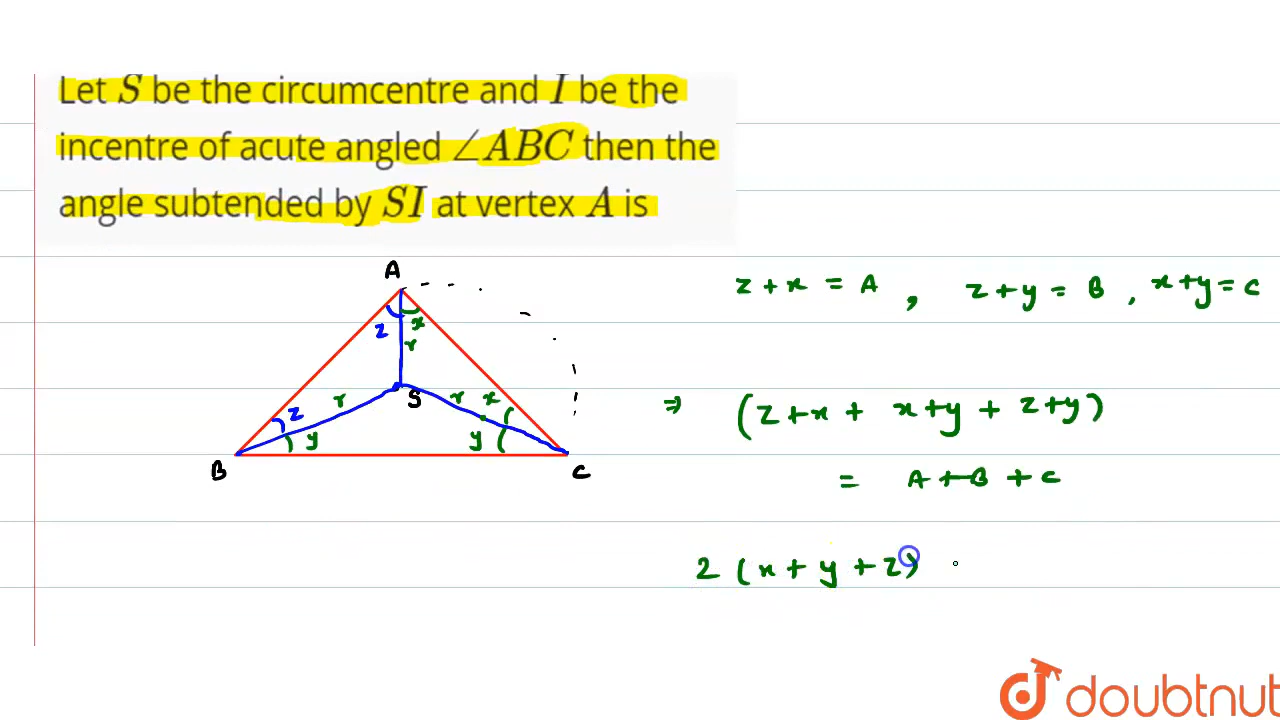 Let S be the circumcentre and I be the
incentre of acute angled ∠ABC then the
angle subtended by SI at vertex A is
A
z + x = A , z + y = B , x + y = C
z x
r
r S r x
z
y y
⇒ (z + x + x + y + z + y)
B C
= A + B + C
2 (x + y + z)
doubtnut